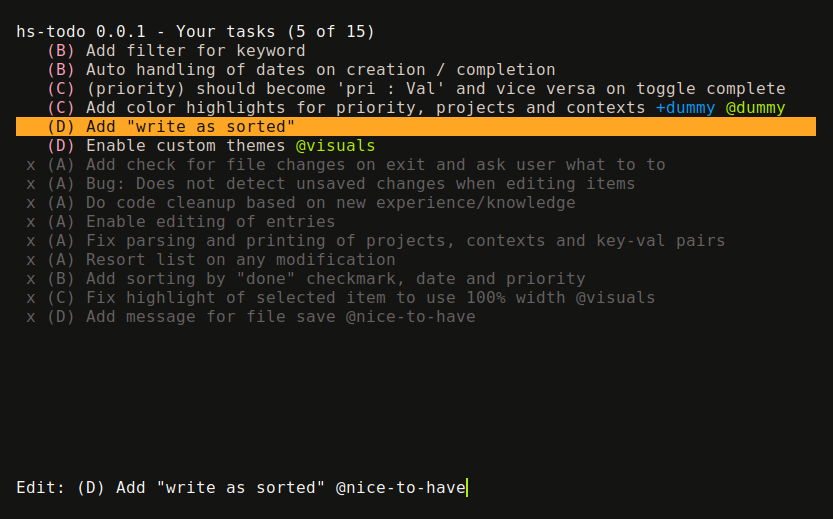 hs-todo 0.0.1 - Your tasks (5 of 15)
(B) Add filter for keyword
(B) Auto handling of dates on creation / completion
(C) (priority) should become 'pri : Val' and vice versa on toggle complete
(C) Add color highlights for priority, projects and contexts +dummy @dummy
(D) Add "write as sorted"
(D) Enable custom themes @visuals
x (A) Add check for file changes on exit and ask user what to to
x (A) Bug: Does not detect unsaved changes when editing items
x (A) Do code cleanup based on new experience/knowledge
x (A) Enable editing of entries
x (A) Fix parsing and printing of projects, contexts and key-val pairs
x (A) Resort list on any modification
x (B) Add sorting by "done" checkmark, date and priority
x (C) Fix highlight of selected item to use 100% width @visuals
x (D) Add message for file save @nice-to-have
Edit: (D) Add "write as sorted" @nice-to-have